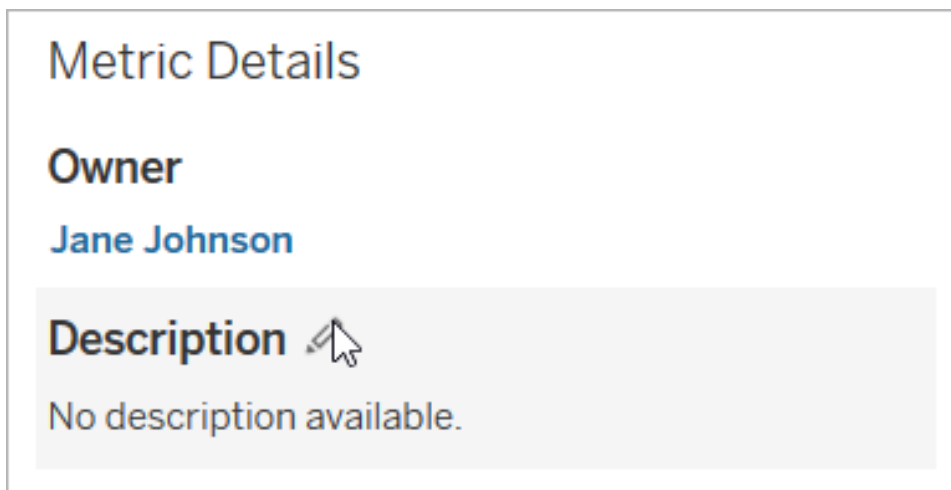 Metric Details
Owner
Jane Johnson
Description
No description available.